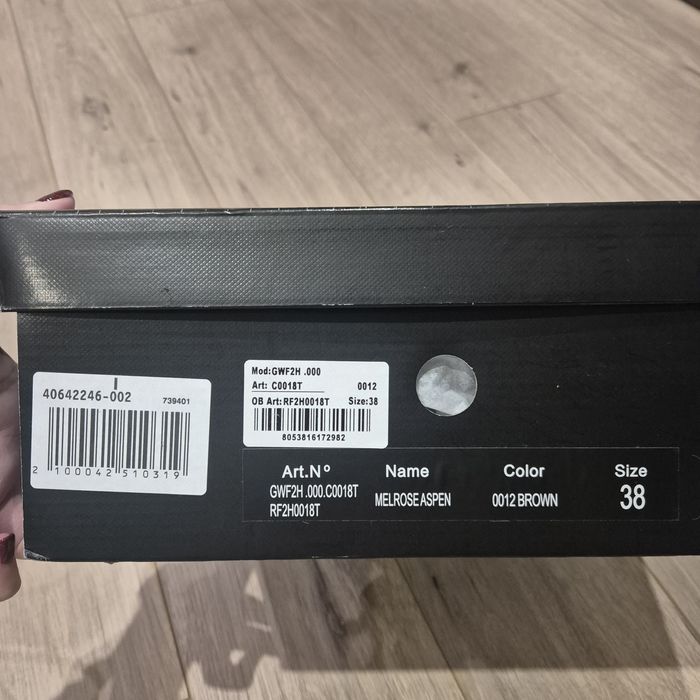 40642246-002
739401
2 100042 510319
Mod:GWF2H .000
Art: C0018T 0012
OB Art:RF2H0018T Size:38
8053816172982
Art.Nº Name Color Size
GWF2H .000.C0018T MELROSE ASPEN 0012 BROWN 38
RF2H0018T